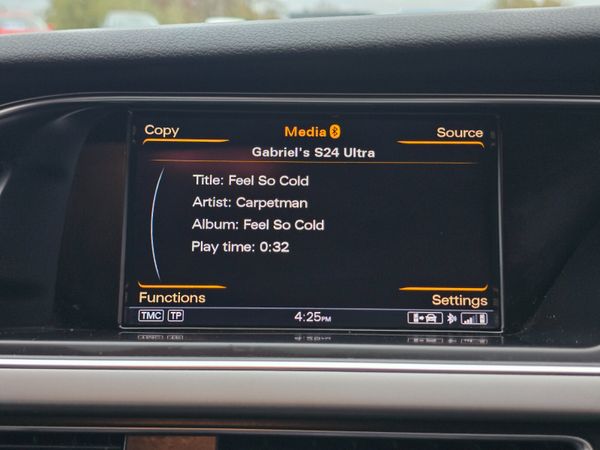 Copy Media Source
Gabriel's S24 Ultra
Title: Feel So Cold
Artist: Carpetman
Album: Feel So Cold
Play time: 0:32
Functions Settings
TMC TP 4:25PM